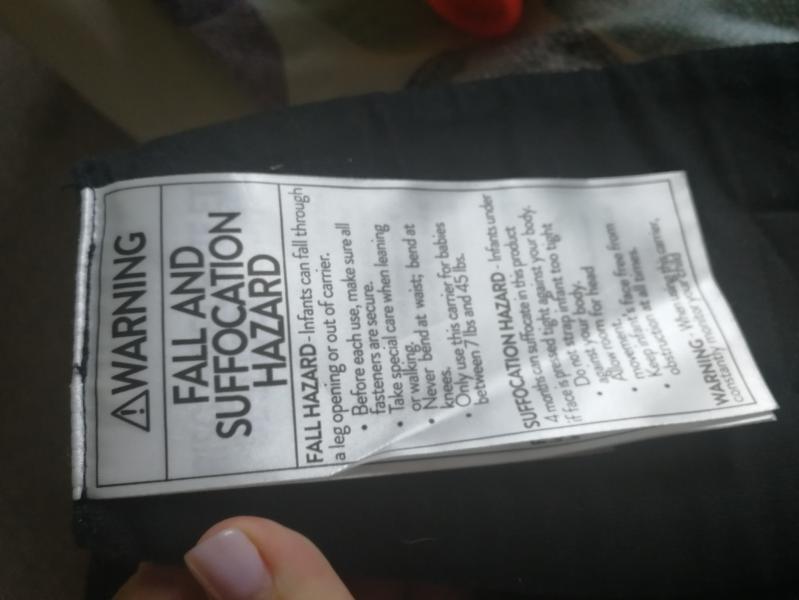 ⚠WARNING
FALL AND
SUFFOCATION
HAZARD
FALL HAZARD - Infants can fall through
a leg opening or out of carrier.
• Before each use, make sure all
fasteners are secure.
• Take special care when leaning
or walking.
• Never bend at waist; bend at
knees.
• Only use this carrier for babies
between 7 lbs and 45 lbs.
SUFFOCATION HAZARD - Infants under
4 months can suffocate in this product
if face is pressed tight against your body.
• Do not strap infant too tight
against your body.
• Allow room for head
movement.
• Keep infant's face free from
obstructions at all times.
WARNING - When using this carrier,
constantly monitor your child